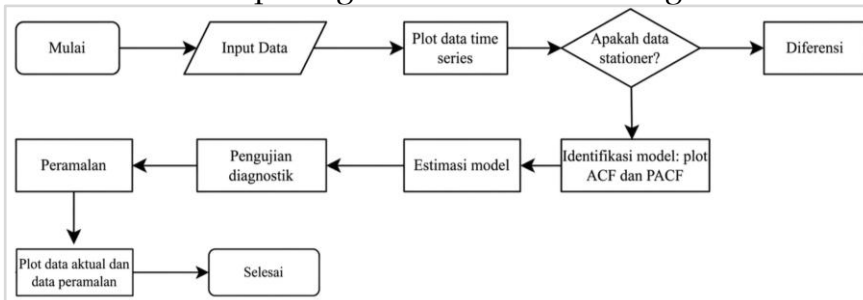 Mulai
Input Data
Plot data time
series
Apakah data
stationer?
Diferensi
Peramalan
Pengujian
diagnostik
Estimasi model
Identifikasi model: plot
ACF dan PACF
Plot data aktual dan
data peramalan
Selesai